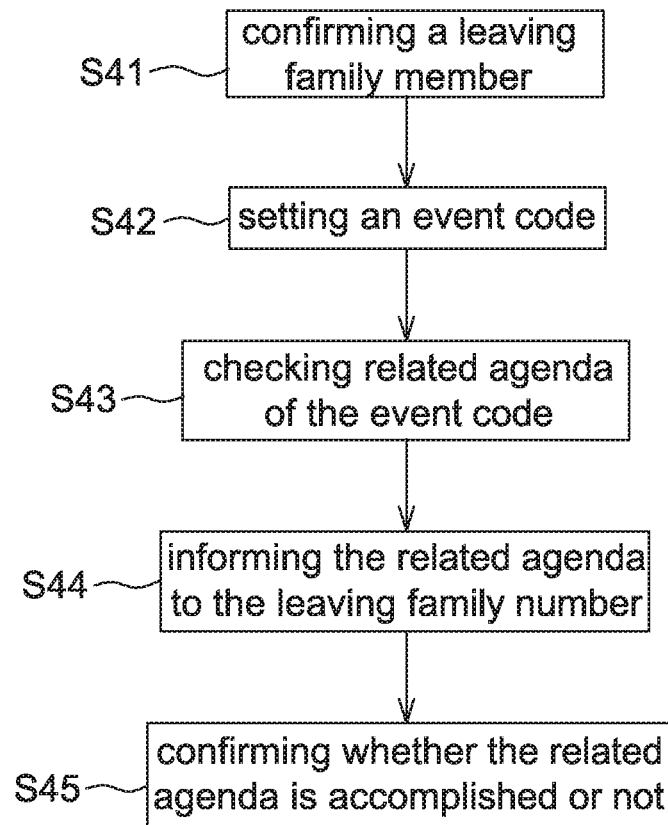 S41
confirming a leaving
family member
S42
setting an event code
S43
checking related agenda
of the event code
S44
informing the related agenda
to the leaving family number
S45
confirming whether the related
agenda is accomplished or not